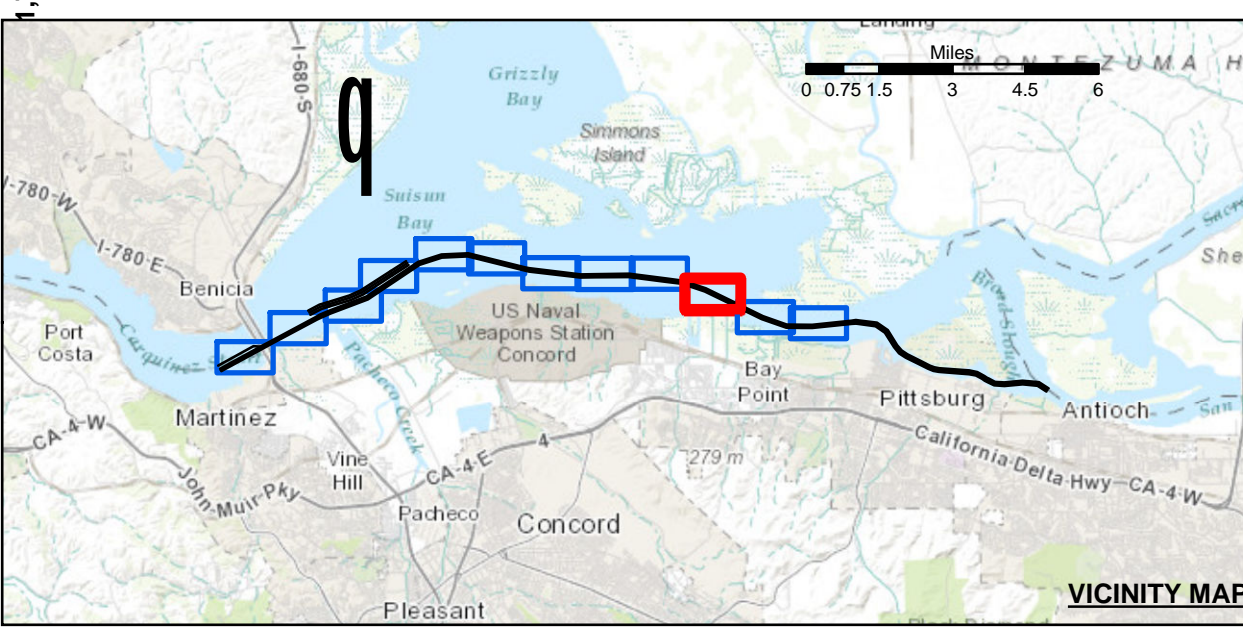 Landing
Miles
MONTEZUMA H
0 0.75 1.5 3 4.5 6
I-680-S
Grizzly
Bay
Simmons
Island
Suisun
Bay
I-780-W
I-780 E
Benicia
Port
Costa
Carquinez
US Naval
Weapons Station
Concord
Pacheco Creek
Broad Slough
She
Bay
Point
Pittsburg
Antioch
San
Martinez
CA-4-W
John-Muir-Pky
Vine
Hill
CA-4-E
4
279 m
California-Delta-Hwy-CA-4-W
Pacheco
Concord
Pleasant
VICINITY MAP